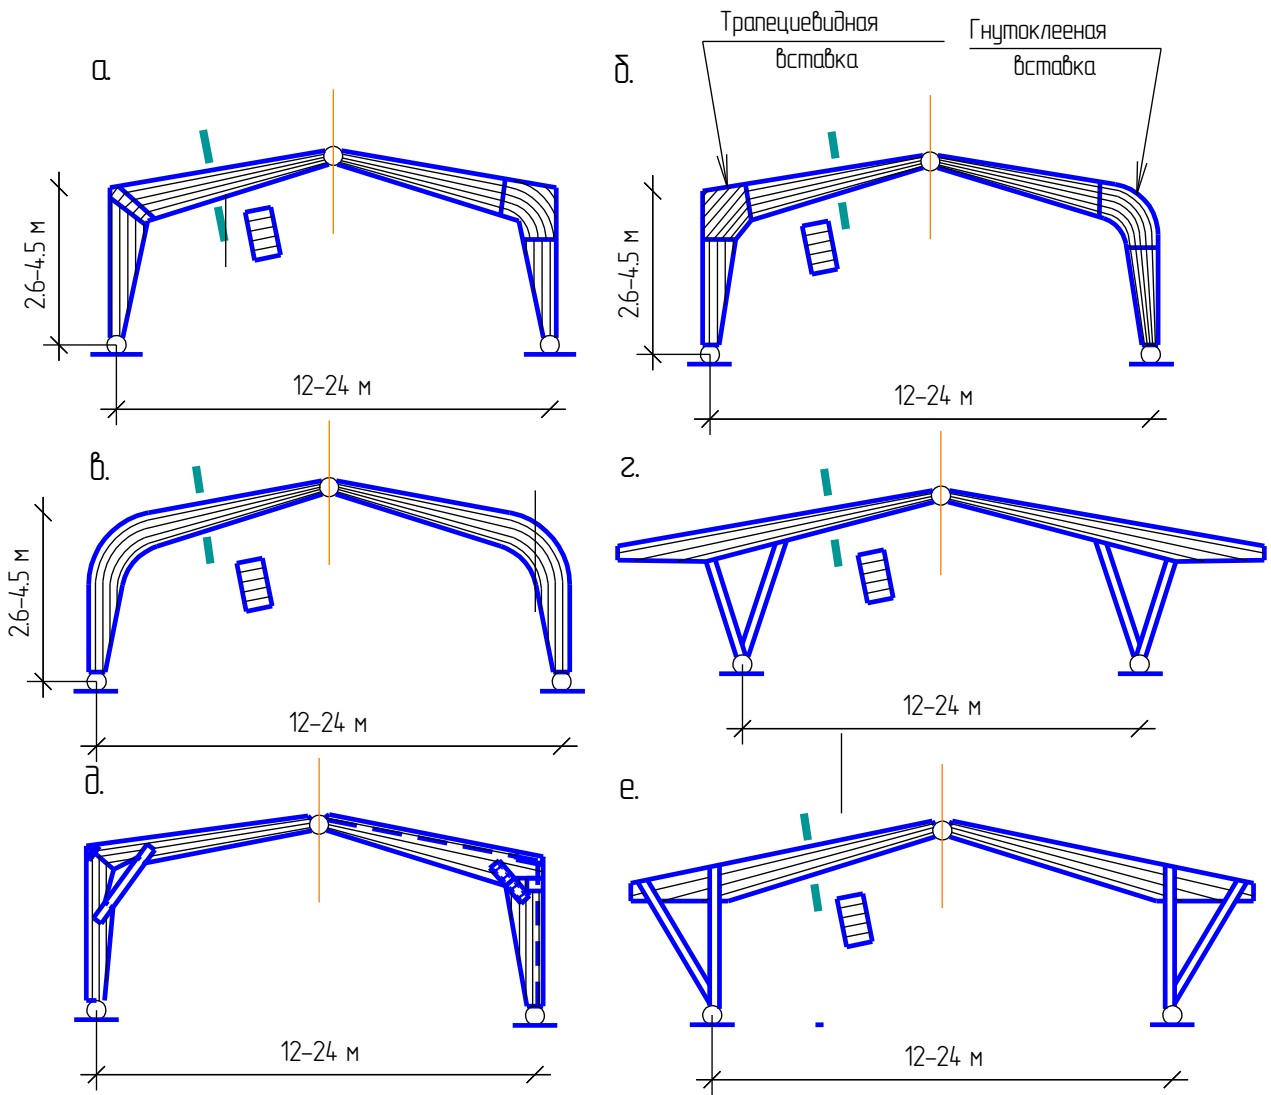 а.
Трапециевидная
вставка
Гнутоклееная
вставка
б.
2.6–4.5 м
12–24 м
2.6–4.5 м
12–24 м
в.
2.6–4.5 м
12–24 м
г.
12–24 м
д.
12–24 м
е.
12–24 м